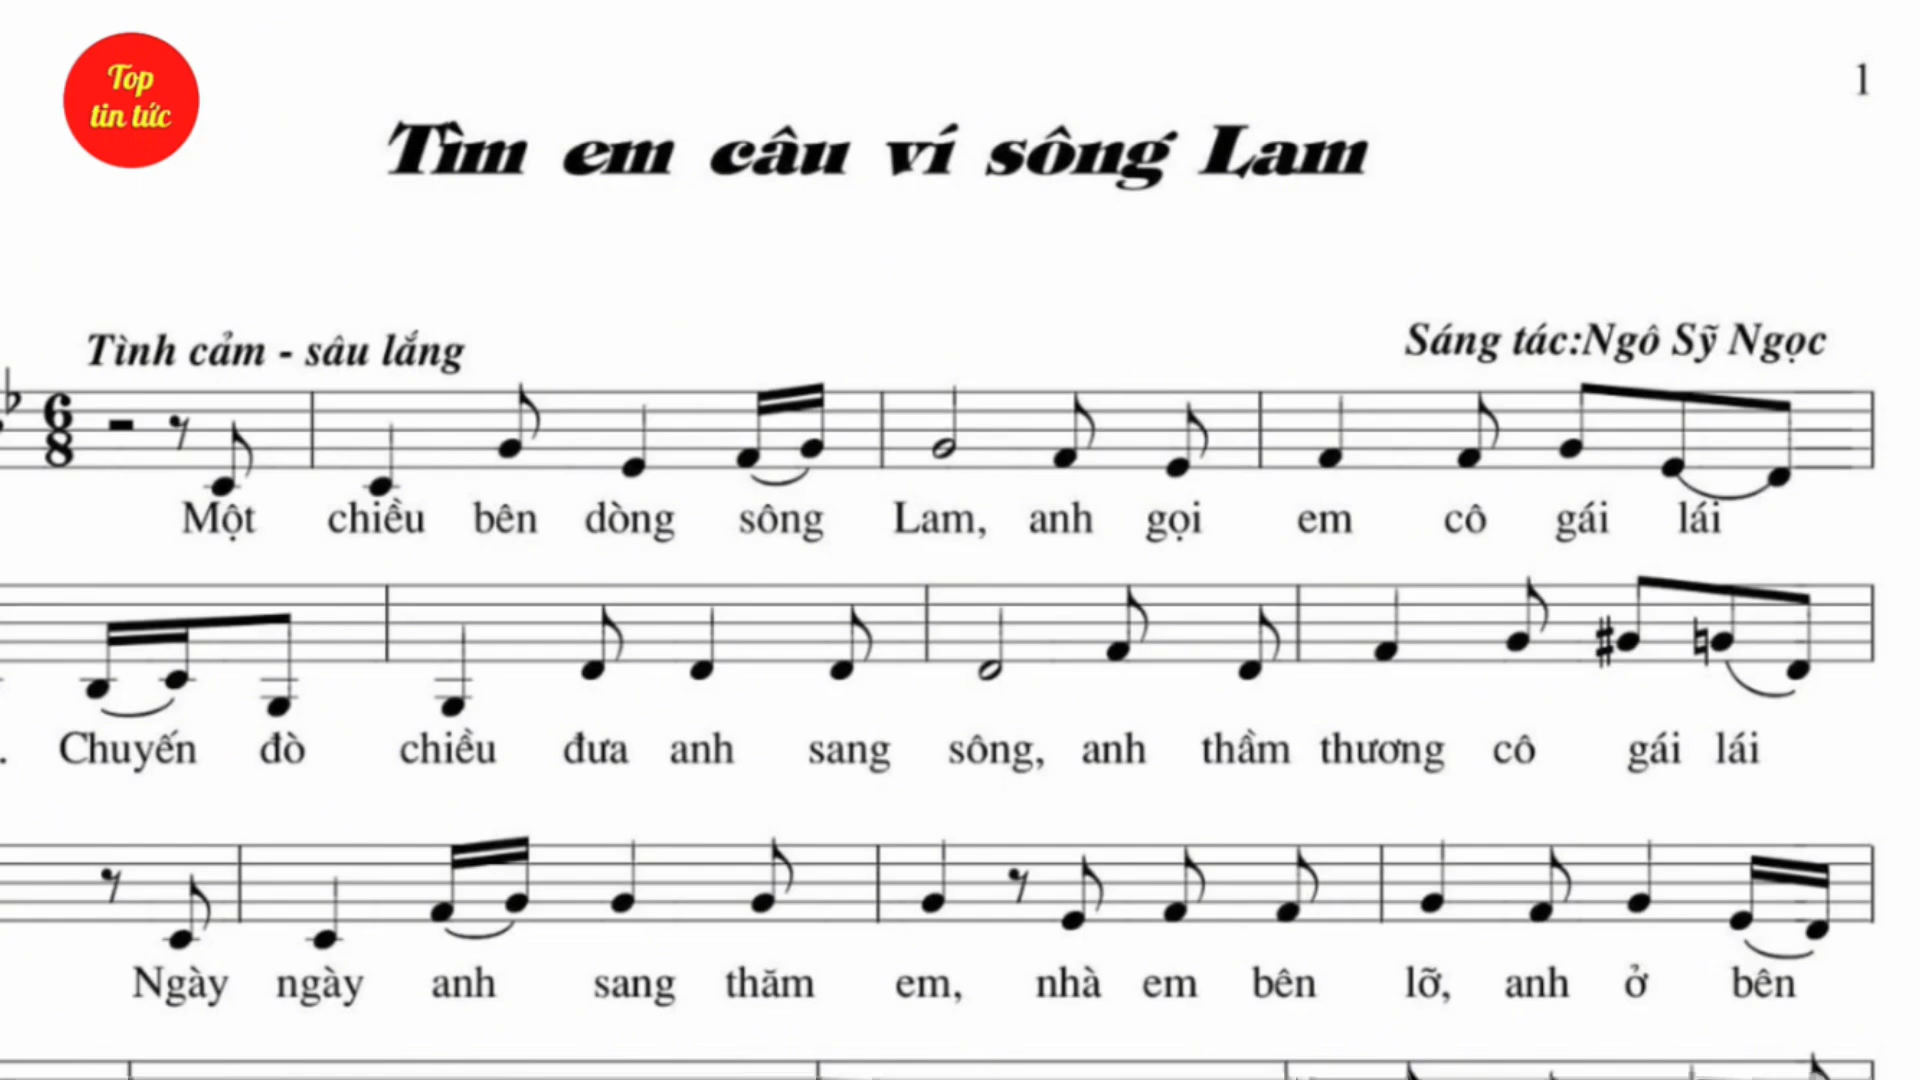 Top
tin tức
1
Tìm em câu ví sông Lam
Tình cảm - sâu lắng
Sáng tác:Ngô Sỹ Ngọc
6
8
Một chiều bên dòng sông Lam, anh gọi em cô gái lái
. Chuyến đò chiều đưa anh sang sông, anh thầm thương cô gái lái
Ngày ngày anh sang thăm em, nhà em bên lỡ, anh ở bên